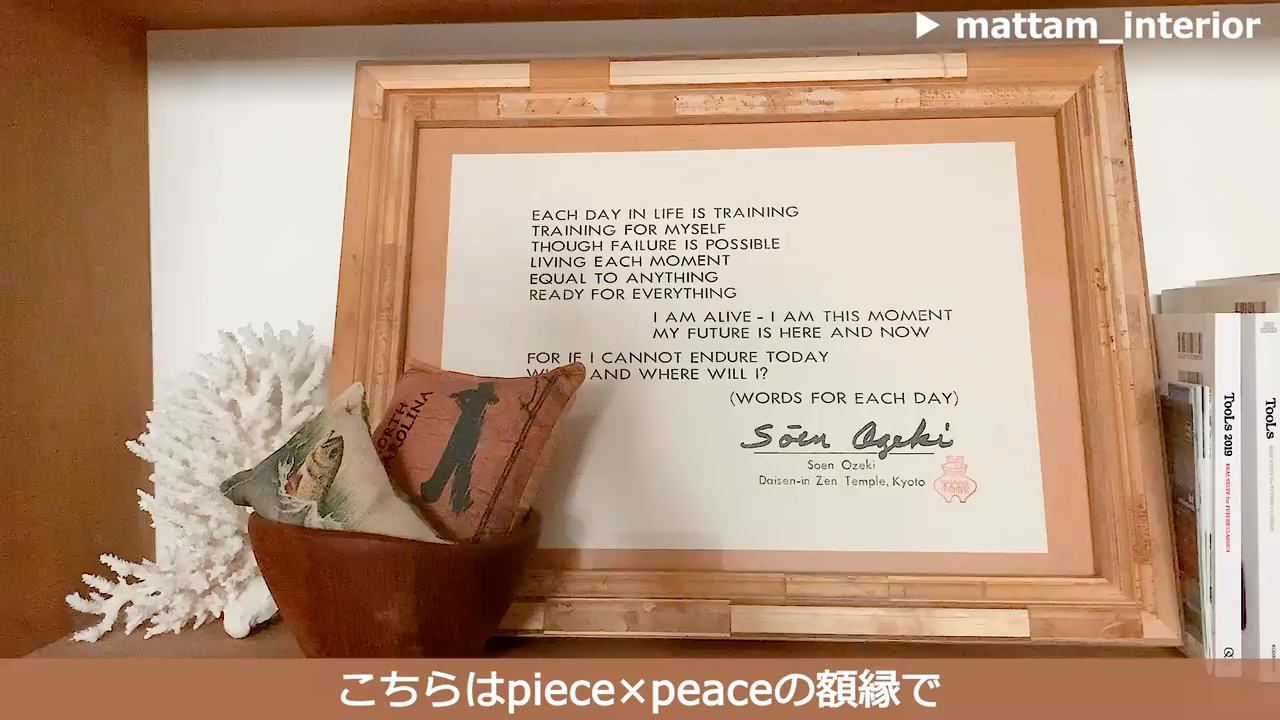 ▶ mattam_interior
EACH DAY IN LIFE IS TRAINING
TRAINING FOR MYSELF
THOUGH FAILURE IS POSSIBLE
LIVING EACH MOMENT
EQUAL TO ANYTHING
READY FOR EVERYTHING
I AM ALIVE - I AM THIS MOMENT
MY FUTURE IS HERE AND NOW
FOR IF I CANNOT ENDURE TODAY
AND WHERE WILL I?
(WORDS FOR EACH DAY)
Sōen Ozeki
Soen Ozeki
Daisen-in Zen Temple, Kyoto
TooLs 2019
TooLs
こちらはpiece×peaceの額縁で